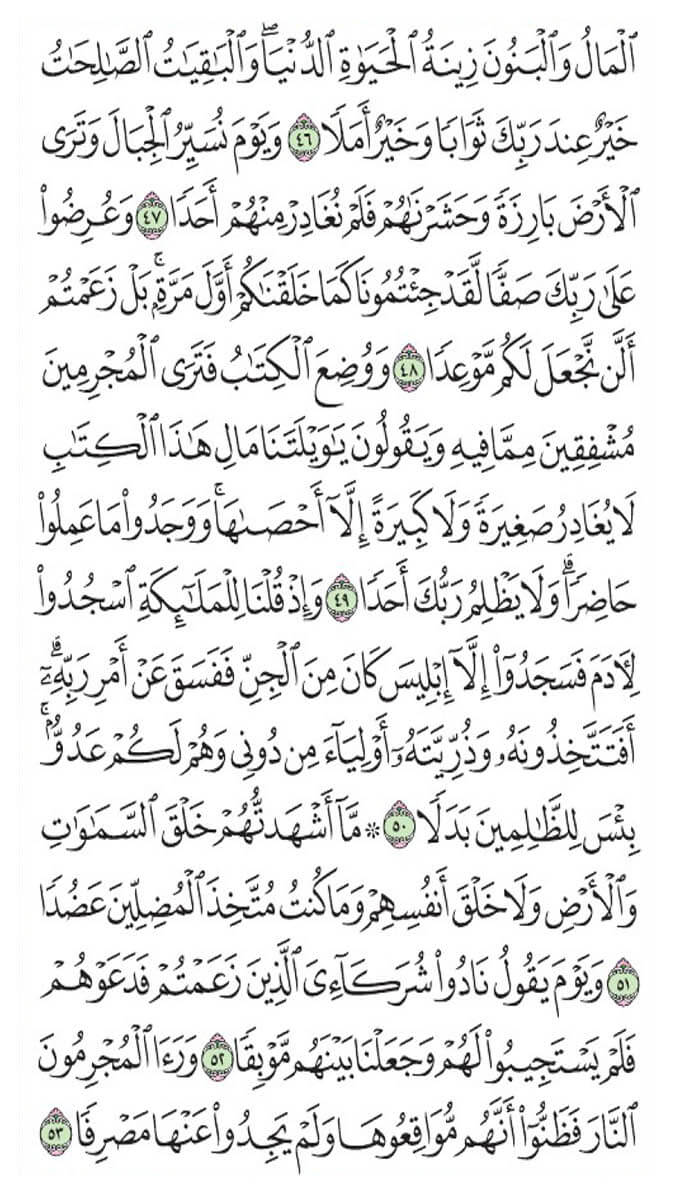 ٱلۡمَالُ وَٱلۡبَنُونَ زِينَةُ ٱلۡحَيَوٰةِ ٱلدُّنۡيَاۖ وَٱلۡبَٰقِيَٰتُ ٱلصَّٰلِحَٰتُ
خَيۡرٌ عِندَ رَبِّكَ ثَوَابٗا وَخَيۡرٌ أَمَلٗا ٤٦ وَيَوۡمَ نُسَيِّرُ ٱلۡجِبَالَ وَتَرَى
ٱلۡأَرۡضَ بَارِزَةٗ وَحَشَرۡنَٰهُمۡ فَلَمۡ نُغَادِرۡ مِنۡهُمۡ أَحَدٗا ٤٧ وَعُرِضُواْ
عَلَىٰ رَبِّكَ صَفّٗا لَّقَدۡ جِئۡتُمُونَا كَمَا خَلَقۡنَٰكُمۡ أَوَّلَ مَرَّةِۭۚ بَلۡ زَعَمۡتُمۡ
أَلَّن نَّجۡعَلَ لَكُم مَّوۡعِدٗا ٤٨ وَوُضِعَ ٱلۡكِتَٰبُ فَتَرَى ٱلۡمُجۡرِمِينَ
مُشۡفِقِينَ مِمَّا فِيهِ وَيَقُولُونَ يَٰوَيۡلَتَنَا مَالِ هَٰذَا ٱلۡكِتَٰبِ
لَا يُغَادِرُ صَغِيرَةٗ وَلَا كَبِيرَةً إِلَّآ أَحۡصَىٰهَاۚ وَوَجَدُواْ مَا عَمِلُواْ
حَاضِرٗاۗ وَلَا يَظۡلِمُ رَبُّكَ أَحَدٗا ٤٩ وَإِذۡ قُلۡنَا لِلۡمَلَٰٓئِكَةِ ٱسۡجُدُواْ
لِأٓدَمَ فَسَجَدُوٓاْ إِلَّآ إِبۡلِيسَ كَانَ مِنَ ٱلۡجِنِّ فَفَسَقَ عَنۡ أَمۡرِ رَبِّهِۦٓۗ
أَفَتَتَّخِذُونَهُۥ وَذُرِّيَّتَهُۥٓ أَوۡلِيَآءَ مِن دُونِي وَهُمۡ لَكُمۡ عَدُوُّۢۚ
بِئۡسَ لِلظَّٰلِمِينَ بَدَلٗا ٥٠ ۞ مَّآ أَشۡهَدتُّهُمۡ خَلۡقَ ٱلسَّمَٰوَٰتِ
وَٱلۡأَرۡضِ وَلَا خَلۡقَ أَنفُسِهِمۡ وَمَا كُنتُ مُتَّخِذَ ٱلۡمُضِلِّينَ عَضُدٗا
٥١ وَيَوۡمَ يَقُولُ نَادُواْ شُرَكَآءِيَ ٱلَّذِينَ زَعَمۡتُمۡ فَدَعَوۡهُمۡ
فَلَمۡ يَسۡتَجِيبُواْ لَهُمۡ وَجَعَلۡنَا بَيۡنَهُم مَّوۡبِقٗا ٥٢ وَرَءَا ٱلۡمُجۡرِمُونَ
ٱلنَّارَ فَظَنُّوٓاْ أَنَّهُم مُّوَاقِعُوهَا وَلَمۡ يَجِدُواْ عَنۡهَا مَصۡرِفٗا ٥٣